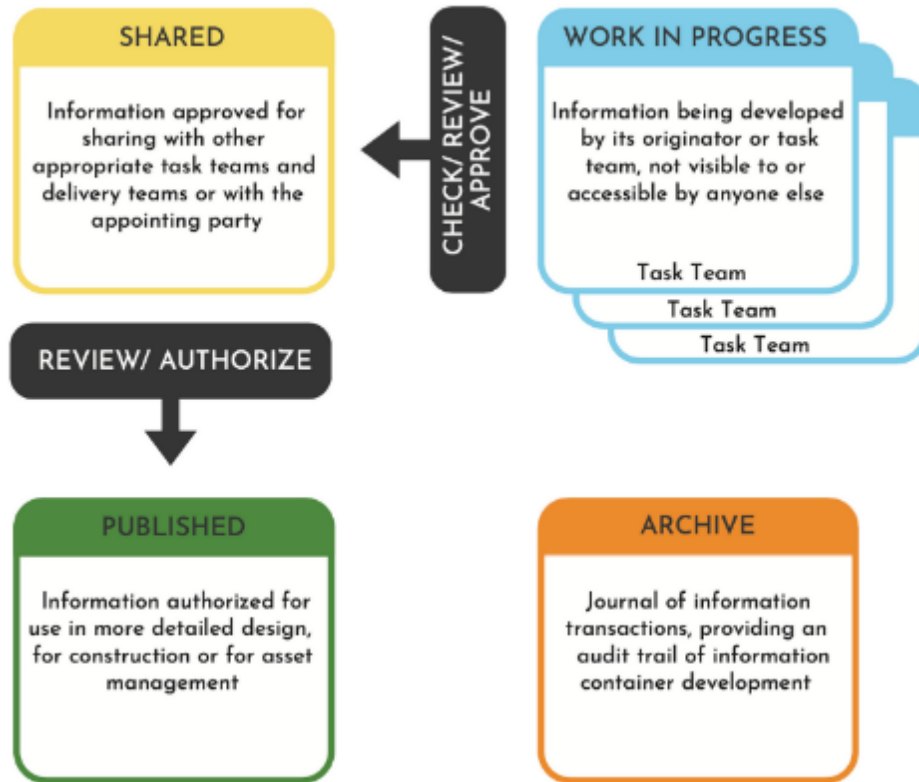 SHARED
Information approved for
sharing with other
appropriate task teams and
delivery teams or with the
appointing party
CHECK/ REVIEW/
APPROVE
WORK IN PROGRESS
Information being developed
by its originator or task
team, not visible to or
accessible by anyone else
Task Team
Task Team
Task Team
REVIEW/ AUTHORIZE
PUBLISHED
Information authorized for
use in more detailed design,
for construction or for asset
management
ARCHIVE
Journal of information
transactions, providing an
audit trail of information
container development